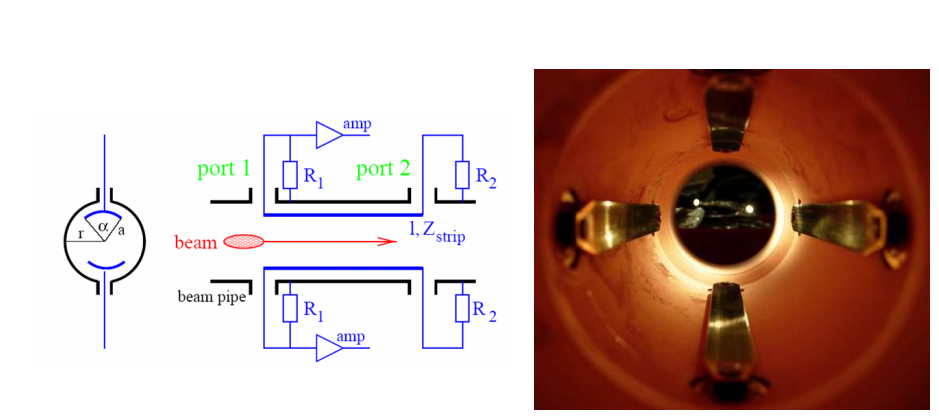 amp
port 1
port 2
R1
R2
α
r
a
l, Zstrip
beam
beam pipe
R1
R2
amp